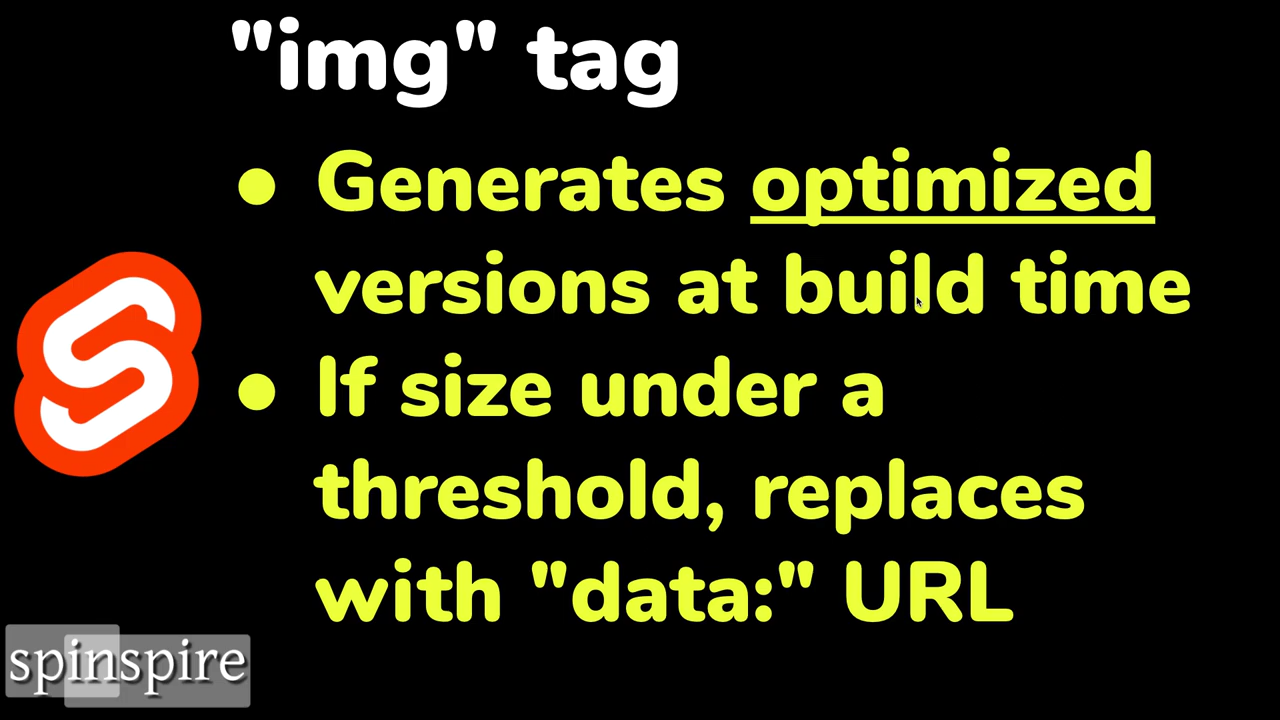 "img" tag
● Generates optimized
versions at build time
● If size under a
threshold, replaces
with "data:" URL
spinspire